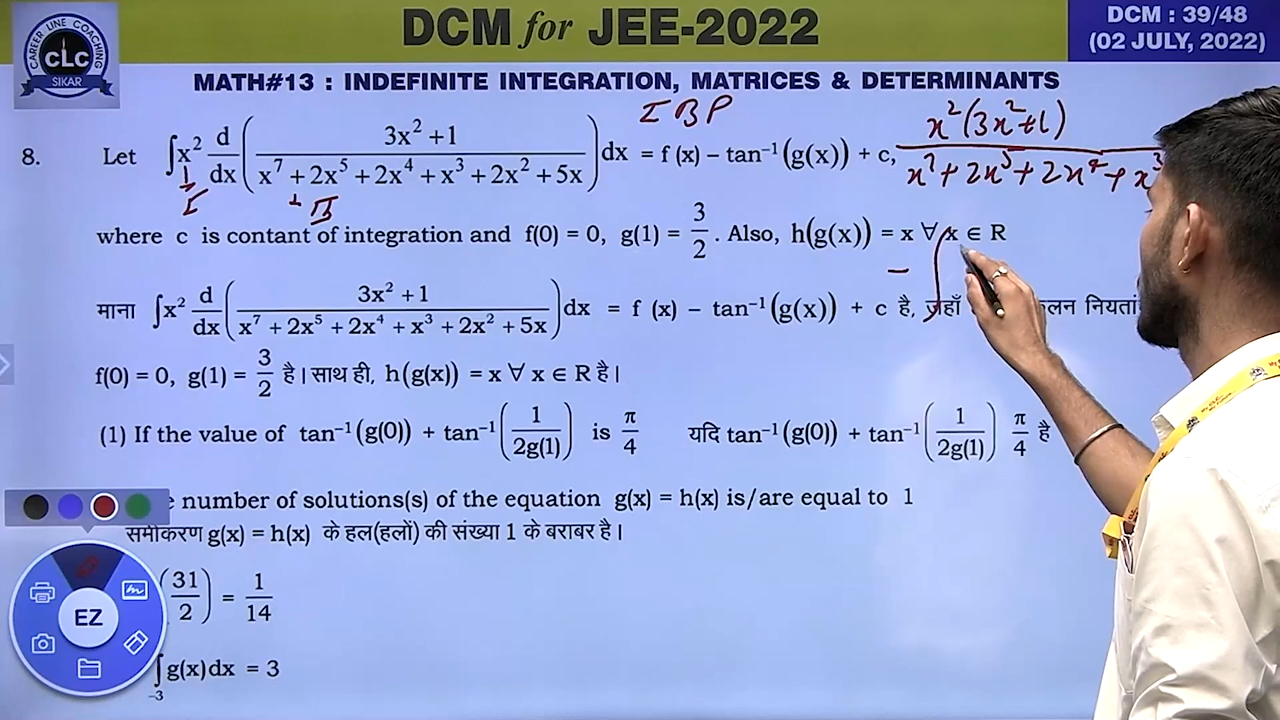 DCM for JEE-2022
DCM : 39/48
(02 JULY, 2022)
CAREER LINE COACHING
CLC
SIKAR
MATH#13 : INDEFINITE INTEGRATION, MATRICES & DETERMINANTS
I B P
8. Let ∫x² d/dx((3x² +1)/(x⁷ + 2x⁵ + 2x⁴ + x³ + 2x² + 5x))dx = f (x) – tan⁻¹(g(x)) + c,
x²(3x²+1)/(x⁷ + 2x⁵ + 2x⁴ + x³
I II
where c is contant of integration and f(0) = 0, g(1) = 3/2. Also, h(g(x)) = x ∀ x ∈ R
– ∫
माना ∫x² d/dx((3x² +1)/(x⁷ + 2x⁵ + 2x⁴ + x³ + 2x² + 5x))dx = f (x) – tan⁻¹(g(x)) + c है, जहाँ लन नियतां
f(0) = 0, g(1) = 3/2 है। साथ ही, h(g(x)) = x ∀ x ∈ R है।
(1) If the value of tan⁻¹(g(0)) + tan⁻¹(1/2g(1)) is π/4 यदि tan⁻¹(g(0)) + tan⁻¹(1/2g(1)) π/4 है
e number of solutions(s) of the equation g(x) = h(x) is/are equal to 1
समीकरण g(x) = h(x) के हल(हलों) की संख्या 1 के बराबर है।
(31/2) = 1/14
EZ
∫₋₃ g(x)dx = 3